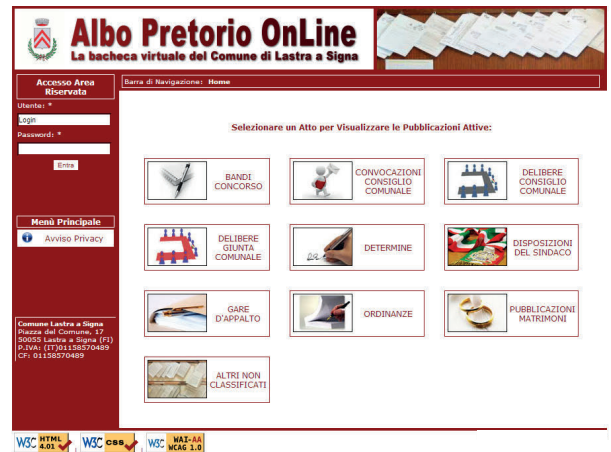 Albo Pretorio OnLine
La bacheca virtuale del Comune di Lastra a Signa
Accesso Area
Riservata
Barra di Navigazione: Home
Utente: *
Login
Password: *
Entra
Selezionare un Atto per Visualizzare le Pubblicazioni Attive:
BANDI
CONCORSO
CONVOCAZIONI
CONSIGLIO
COMUNALE
DELIBERE
CONSIGLIO
COMUNALE
Menù Principale
Avviso Privacy
DELIBERE
GIUNTA
COMUNALE
DETERMINE
DISPOSIZIONI
DEL SINDACO
GARE
D'APPALTO
ORDINANZE
PUBBLICAZIONI
MATRIMONI
Comune Lastra a Signa
Piazza del Comune, 17
50055 Lastra a Signa (FI)
P.IVA: (IT)01158570489
CF: 01158570489
ALTRI NON
CLASSIFICATI
W3C HTML 4.01 , W3C css , W3C WAI-AA WCAG 1.0